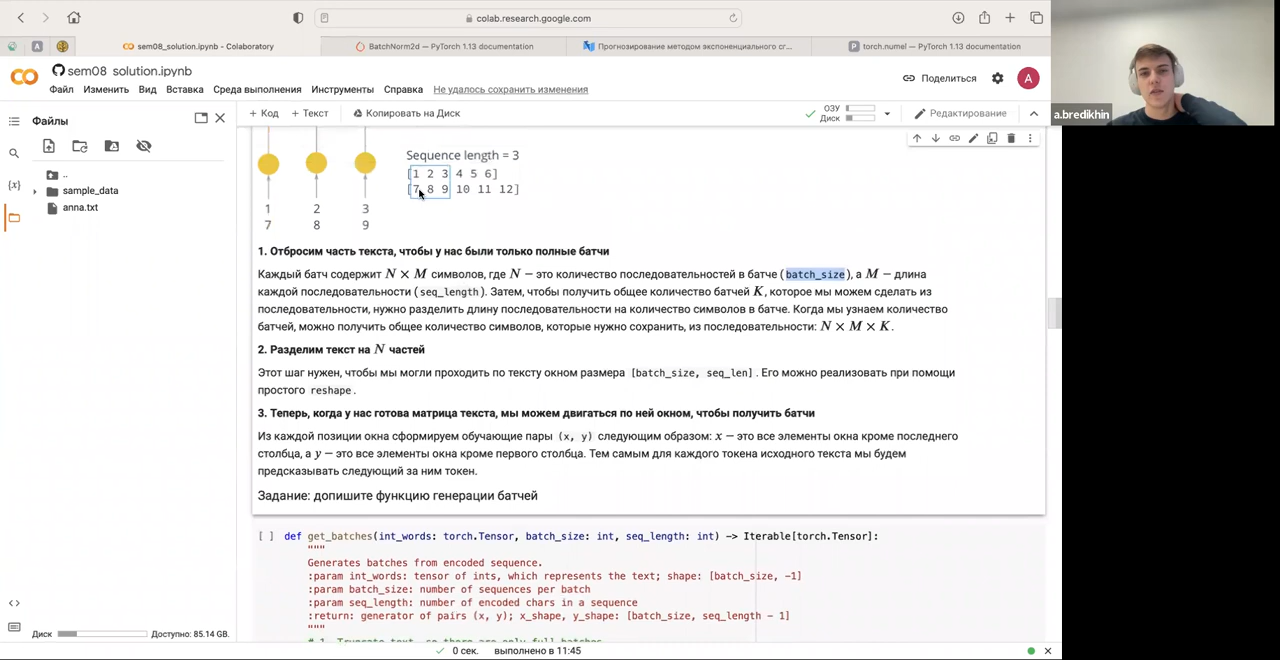 colab.research.google.com
sem08_solution.ipynb - Colaboratory
BatchNorm2d — PyTorch 1.13 documentation
Прогнозирование методом экспоненциального сг...
torch.numel — PyTorch 1.13 documentation
sem08_solution.ipynb
Файл Изменить Вид Вставка Среда выполнения Инструменты Справка Не удалось сохранить изменения
Поделиться
A
a.bredikhin
Файлы
+ Код + Текст Копировать на Диск
ОЗУ
Диск
Редактирование
..
sample_data
anna.txt
Sequence length = 3
[1 2 3 4 5 6]
[7 8 9 10 11 12]
1 2 3
7 8 9
1. Отбросим часть текста, чтобы у нас были только полные батчи
Каждый батч содержит N × M символов, где N — это количество последовательностей в батче (batch_size), а M — длина
каждой последовательности (seq_length). Затем, чтобы получить общее количество батчей K, которое мы можем сделать из
последовательности, нужно разделить длину последовательности на количество символов в батче. Когда мы узнаем количество
батчей, можно получить общее количество символов, которые нужно сохранить, из последовательности: N × M × K.
2. Разделим текст на N частей
Этот шаг нужен, чтобы мы могли проходить по тексту окном размера [batch_size, seq_len]. Его можно реализовать при помощи
простого reshape.
3. Теперь, когда у нас готова матрица текста, мы можем двигаться по ней окном, чтобы получить батчи
Из каждой позиции окна сформируем обучающие пары (x, y) следующим образом: x — это все элементы окна кроме последнего
столбца, а y — это все элементы окна кроме первого столбца. Тем самым для каждого токена исходного текста мы будем
предсказывать следующий за ним токен.
Задание: допишите функцию генерации батчей
[ ] def get_batches(int_words: torch.Tensor, batch_size: int, seq_length: int) -> Iterable[torch.Tensor]:
"""
Generates batches from encoded sequence.
:param int_words: tensor of ints, which represents the text; shape: [batch_size, -1]
:param batch_size: number of sequences per batch
:param seq_length: number of encoded chars in a sequence
:return: generator of pairs (x, y); x_shape, y_shape: [batch_size, seq_length - 1]
"""
# 1. Truncate text, so there are only full batches
Диск Доступно: 85.14 GB.
0 сек. выполнено в 11:45